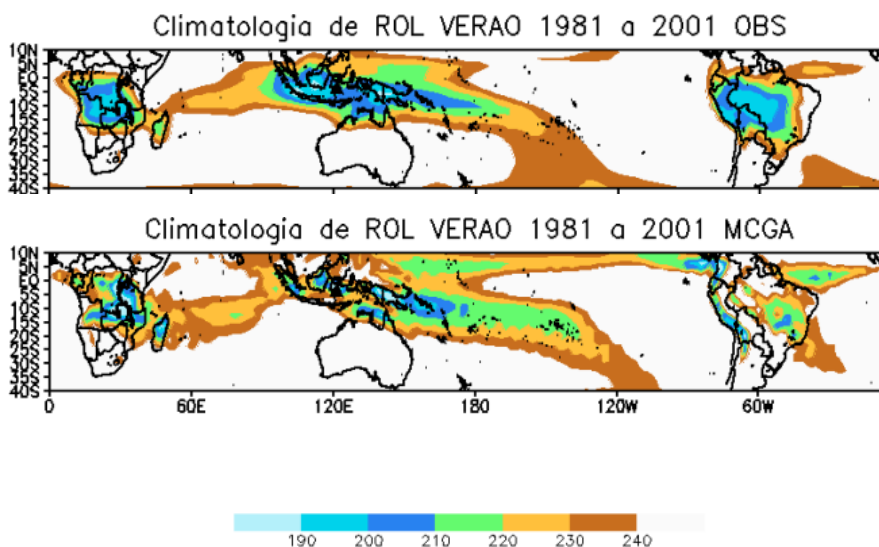 Climatologia de ROL VERAO 1981 a 2001 OBS
10N
5N
EQ
5S
10S
15S
20S
25S
30S
35S
40S
Climatologia de ROL VERAO 1981 a 2001 MCGA
10N
5N
EQ
5S
10S
15S
20S
25S
30S
35S
40S
0 60E 120E 180 120W 60W
190 200 210 220 230 240